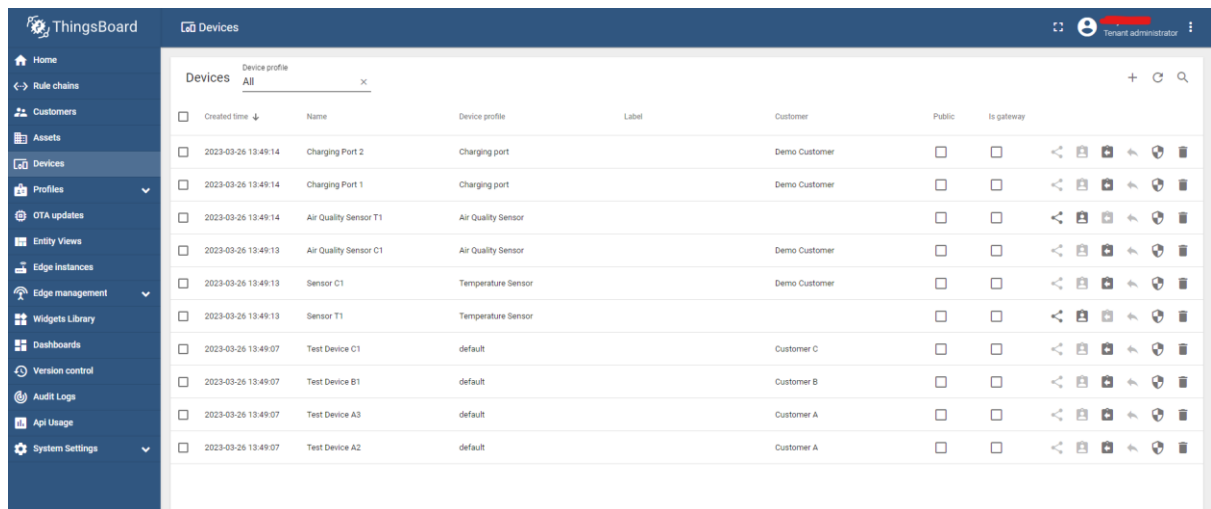 ThingsBoard
Devices
Tenant administrator
Home
Rule chains
Customers
Assets
Devices
Profiles
OTA updates
Entity Views
Edge instances
Edge management
Widgets Library
Dashboards
Version control
Audit Logs
Api Usage
System Settings
Devices
Device profile
All
Created time Name Device profile Label Customer Public Is gateway
2023-03-26 13:49:14 Charging Port 2 Charging port Demo Customer
2023-03-26 13:49:14 Charging Port 1 Charging port Demo Customer
2023-03-26 13:49:14 Air Quality Sensor T1 Air Quality Sensor
2023-03-26 13:49:13 Air Quality Sensor C1 Air Quality Sensor Demo Customer
2023-03-26 13:49:13 Sensor C1 Temperature Sensor Demo Customer
2023-03-26 13:49:13 Sensor T1 Temperature Sensor
2023-03-26 13:49:07 Test Device C1 default Customer C
2023-03-26 13:49:07 Test Device B1 default Customer B
2023-03-26 13:49:07 Test Device A3 default Customer A
2023-03-26 13:49:07 Test Device A2 default Customer A